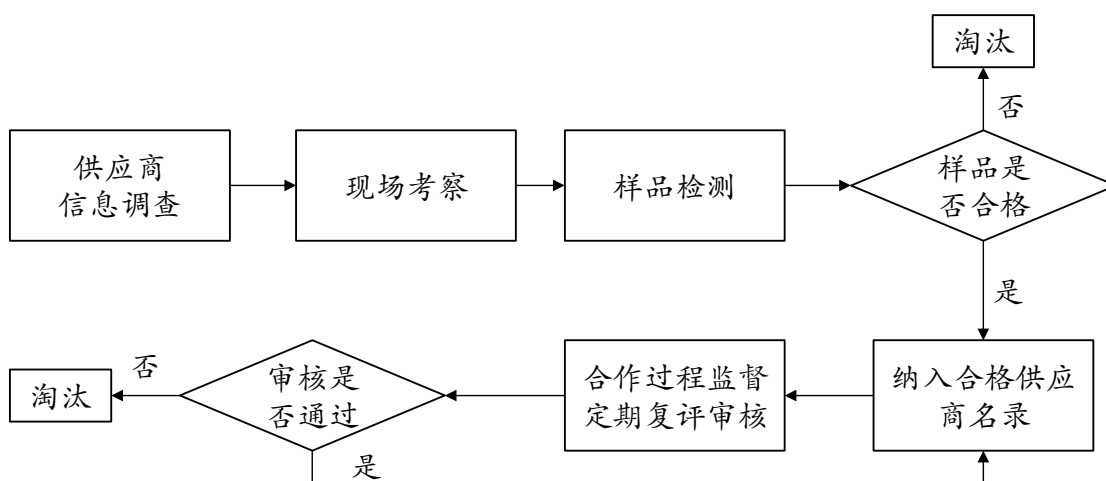 淘汰
否
供应商
信息调查
现场考察
样品检测
样品是
否合格
是
淘汰
否
审核是
否通过
合作过程监督
定期复评审核
纳入合格供应
商名录
是